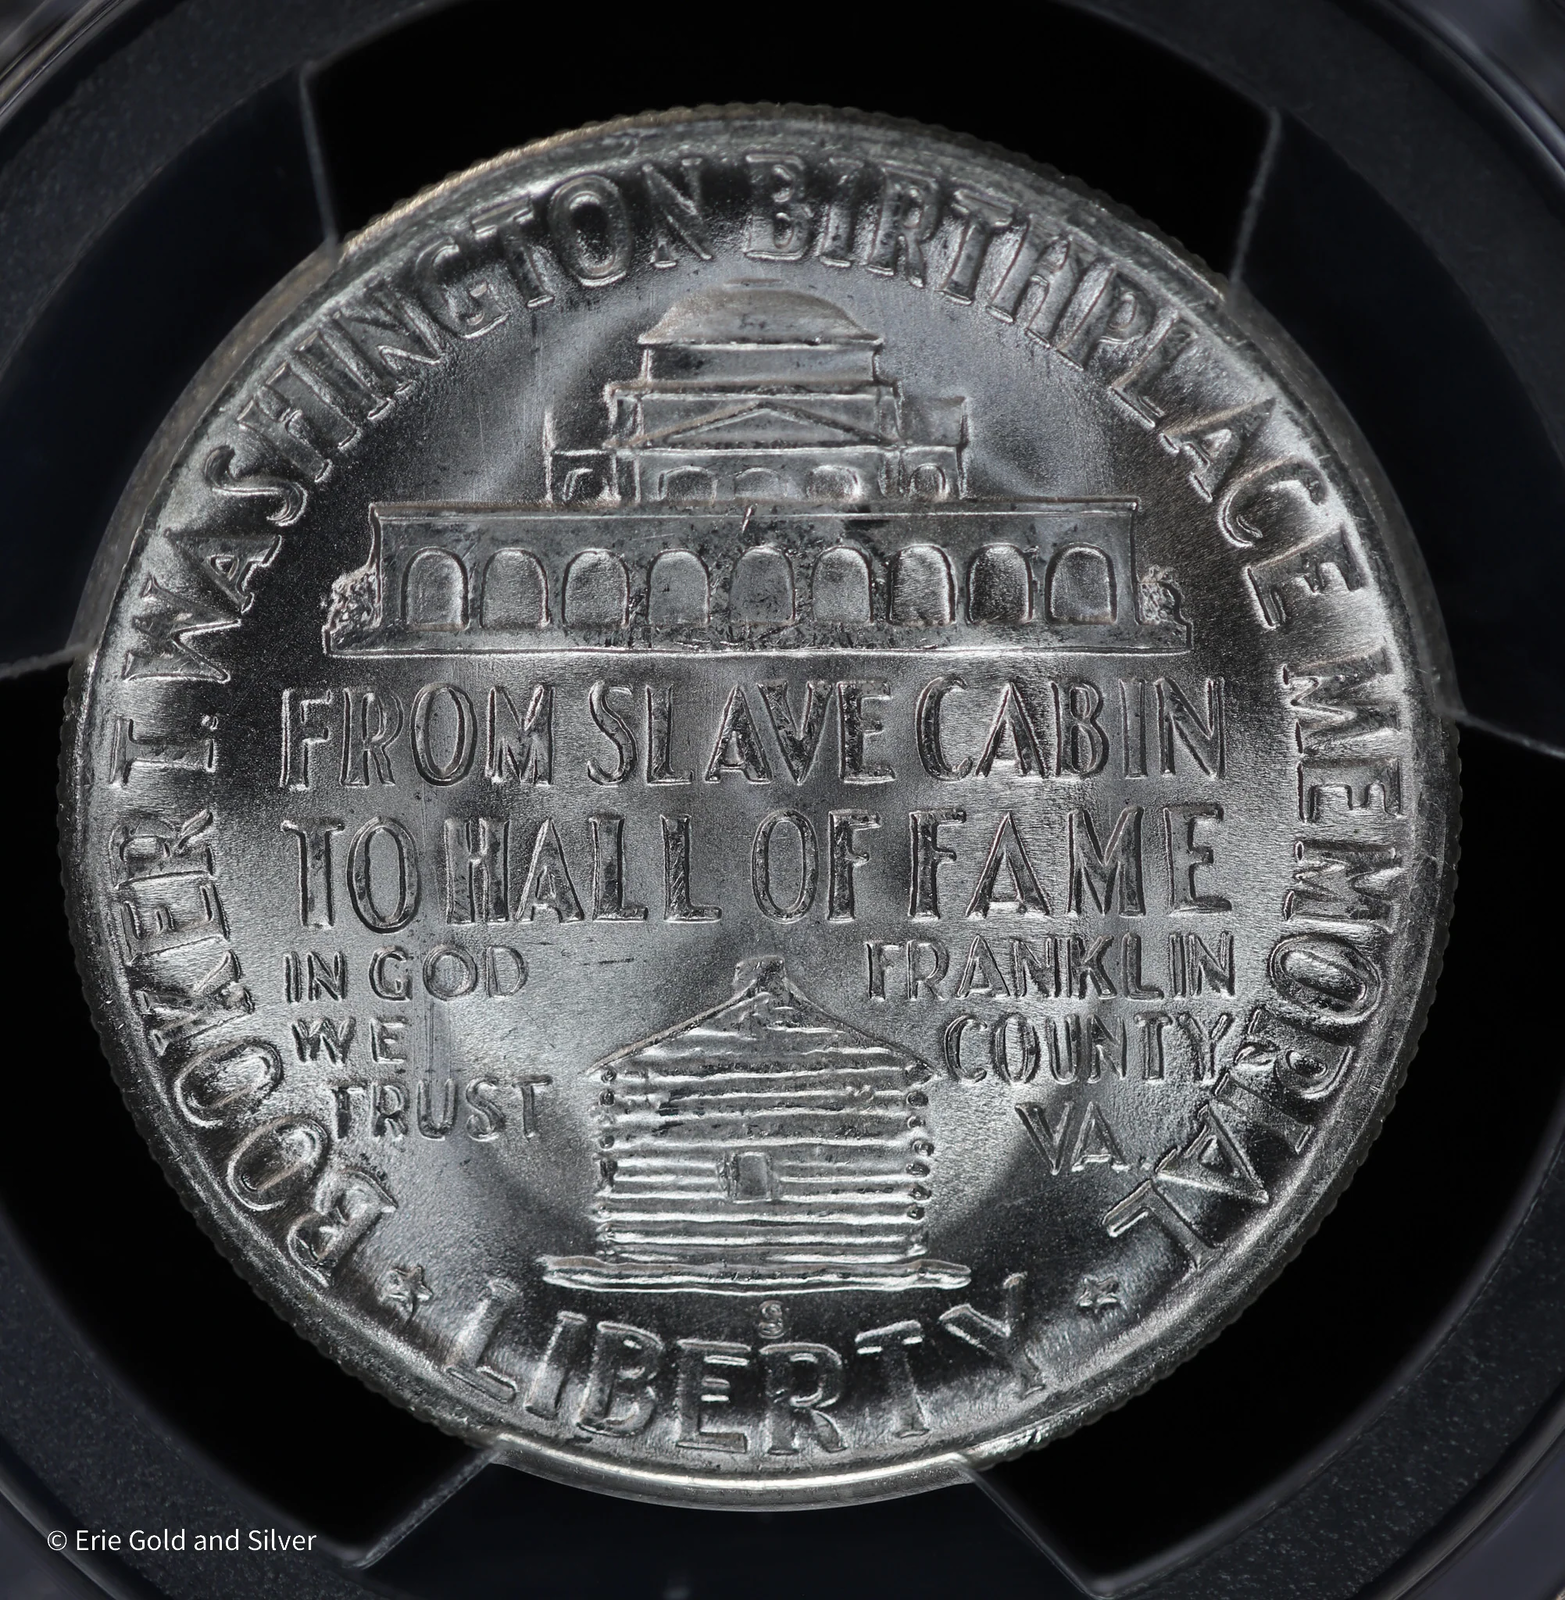 BOOKER T. WASHINGTON BIRTHPLACE MEMORIAL
FROM SLAVE CABIN
TO HALL OF FAME
IN GOD
WE
TRUST
FRANKLIN
COUNTY,
VA.
S
LIBERTY
© Erie Gold and Silver